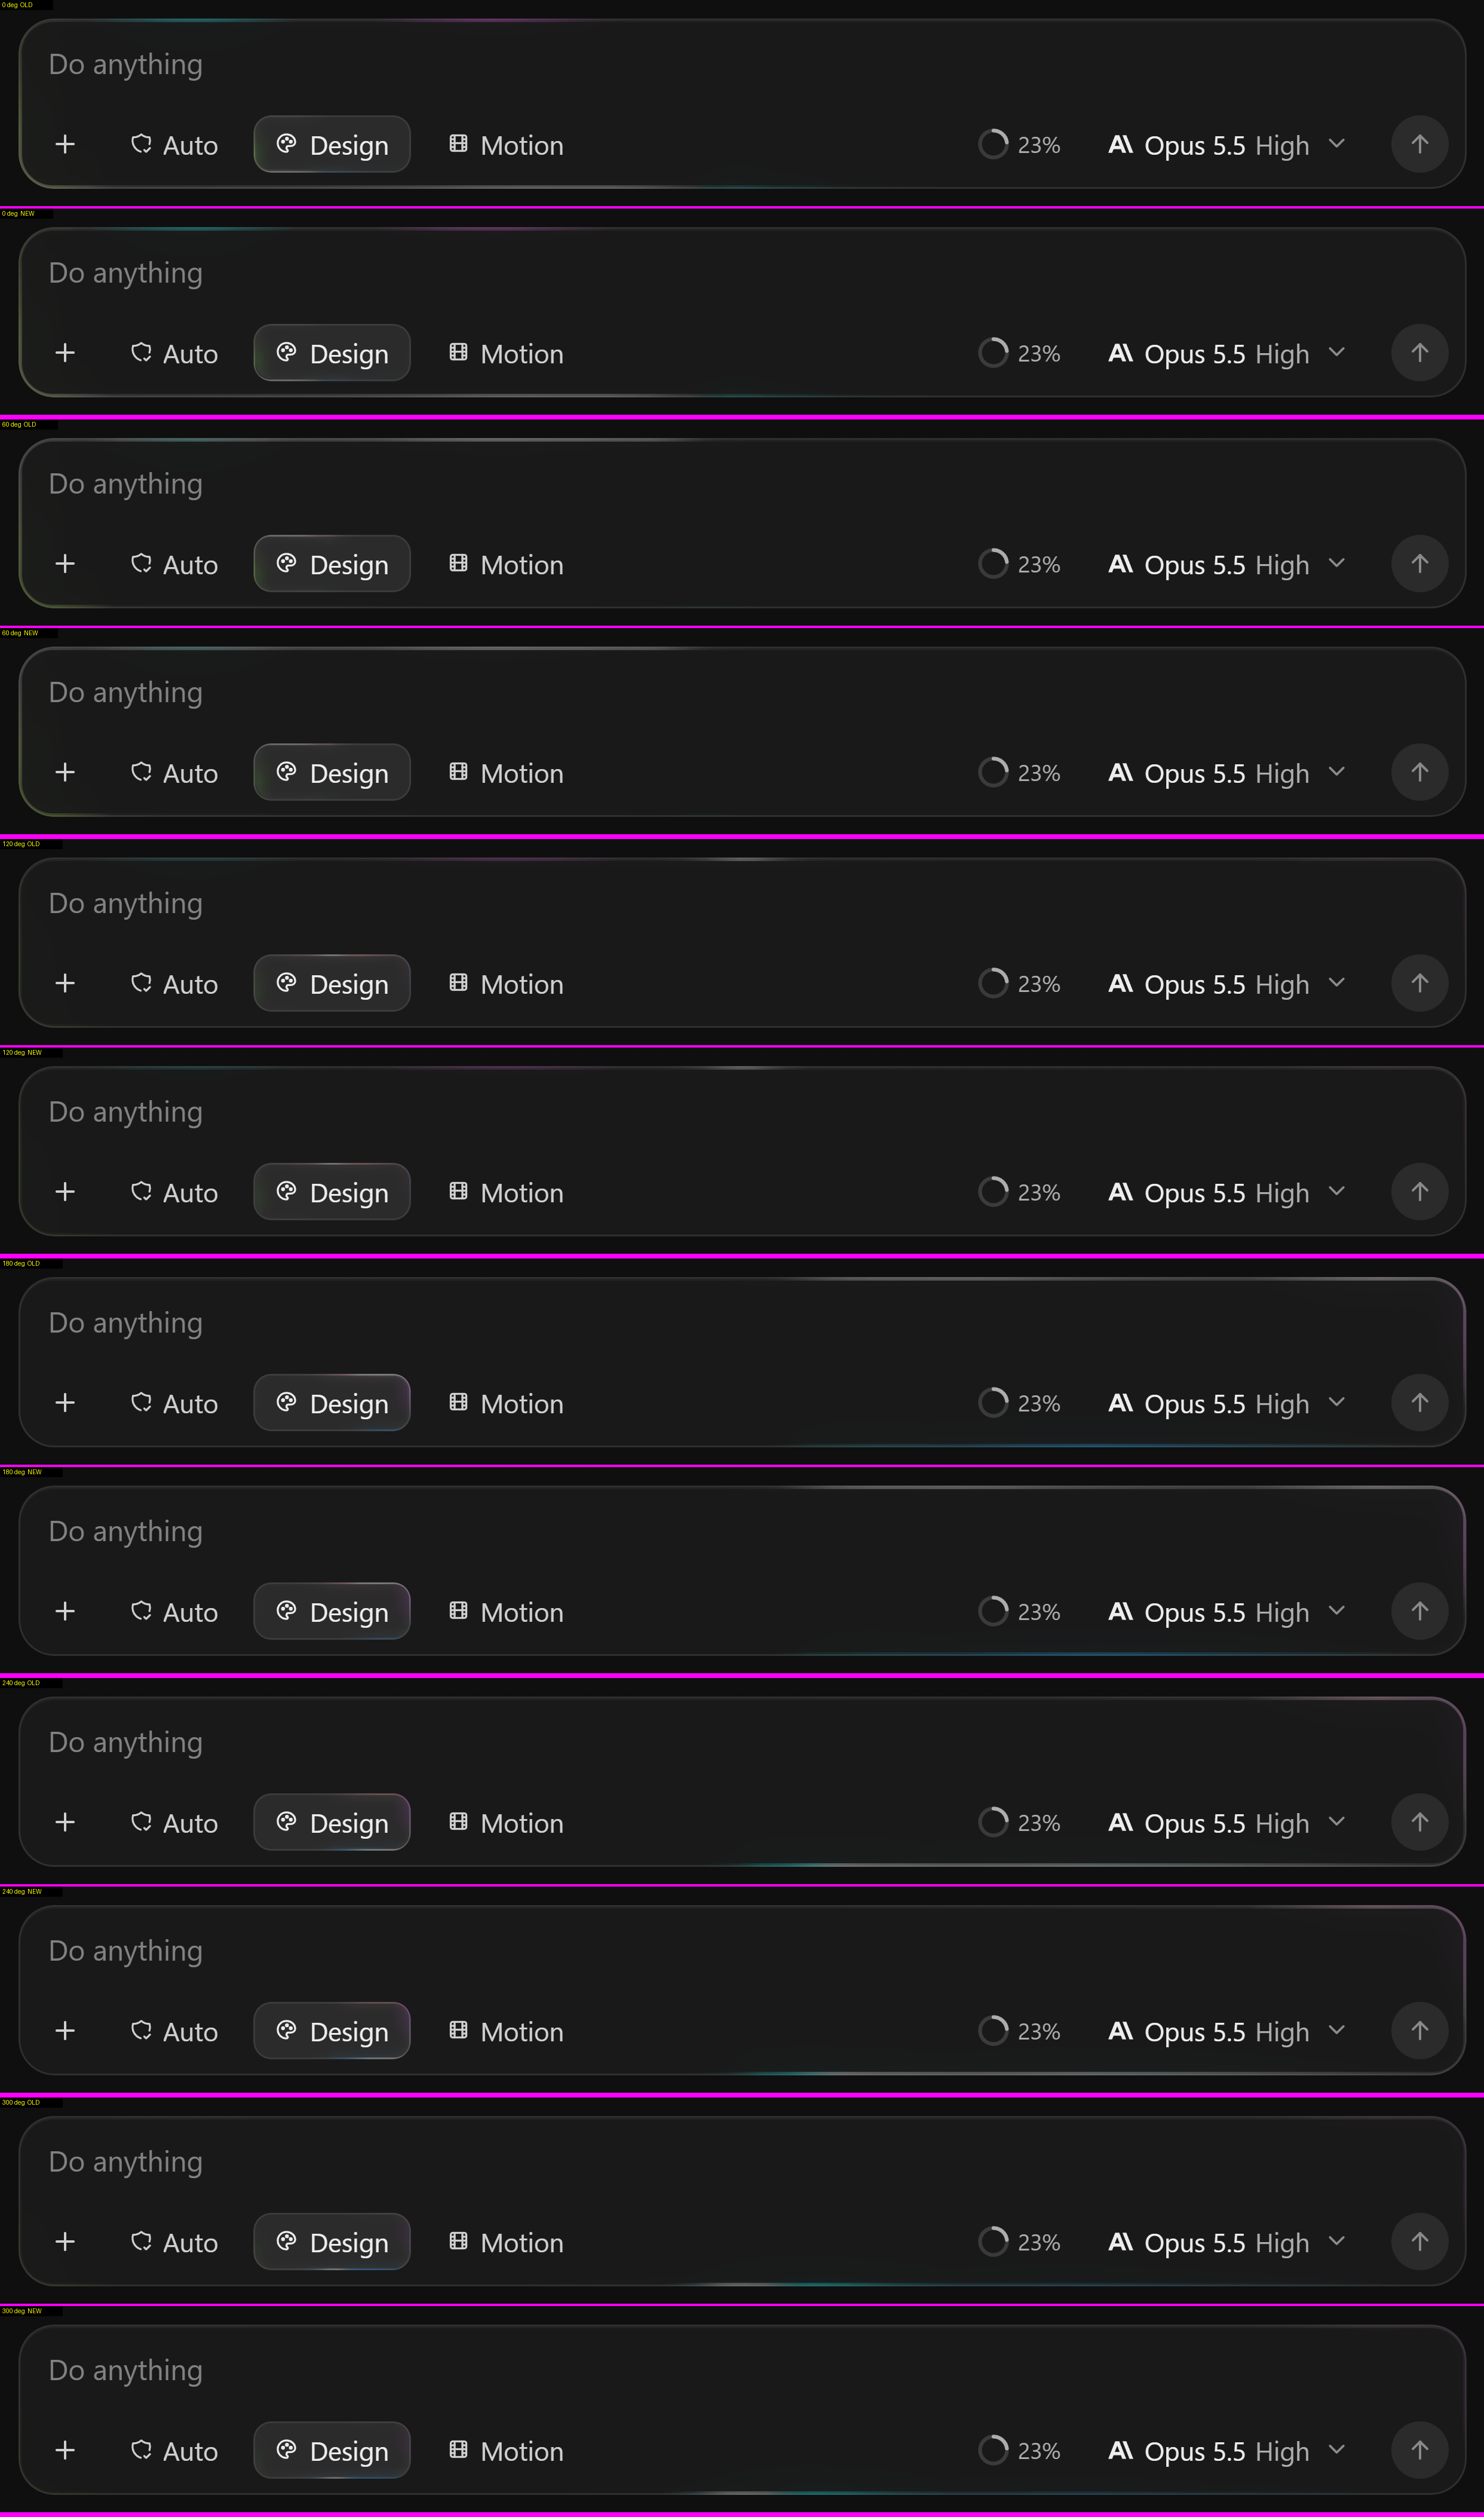 0 deg OLD
Do anything
Auto Design Motion 23% Opus 5.5 High
0 deg NEW
Do anything
Auto Design Motion 23% Opus 5.5 High
60 deg OLD
Do anything
Auto Design Motion 23% Opus 5.5 High
60 deg NEW
Do anything
Auto Design Motion 23% Opus 5.5 High
120 deg OLD
Do anything
Auto Design Motion 23% Opus 5.5 High
120 deg NEW
Do anything
Auto Design Motion 23% Opus 5.5 High
180 deg OLD
Do anything
Auto Design Motion 23% Opus 5.5 High
180 deg NEW
Do anything
Auto Design Motion 23% Opus 5.5 High
240 deg OLD
Do anything
Auto Design Motion 23% Opus 5.5 High
240 deg NEW
Do anything
Auto Design Motion 23% Opus 5.5 High
300 deg OLD
Do anything
Auto Design Motion 23% Opus 5.5 High
300 deg NEW
Do anything
Auto Design Motion 23% Opus 5.5 High